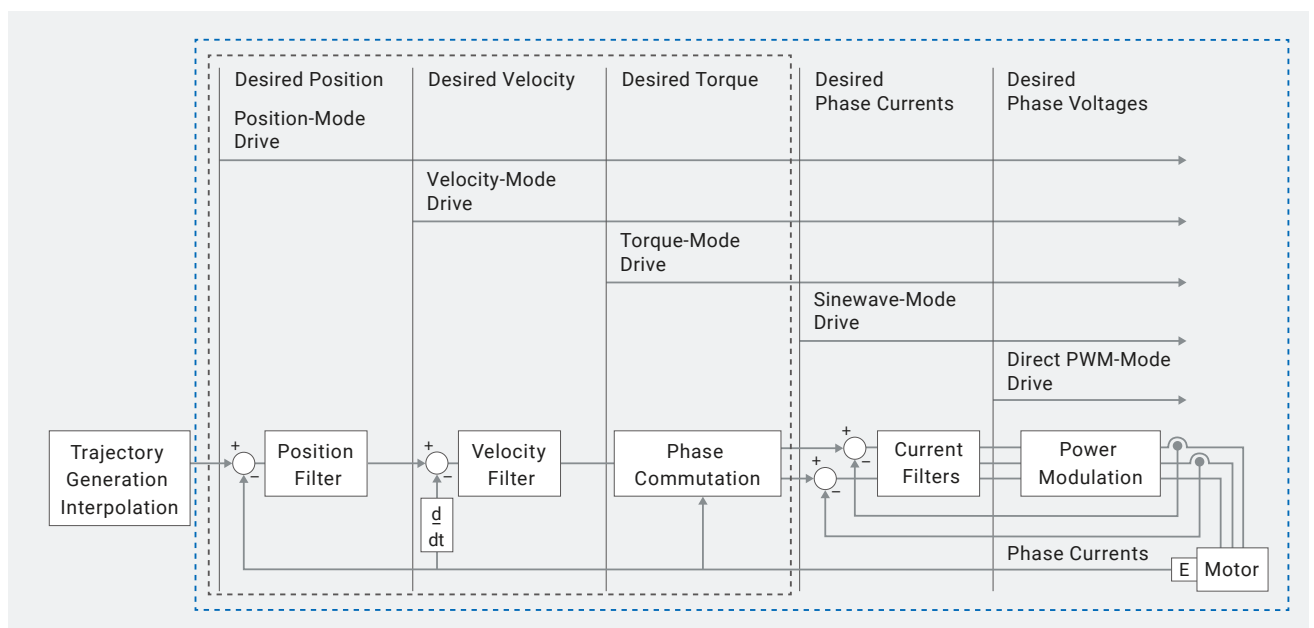 Desired Position
Desired Velocity
Desired Torque
Desired
Phase Currents
Desired
Phase Voltages
Position-Mode
Drive
Velocity-Mode
Drive
Torque-Mode
Drive
Sinewave-Mode
Drive
Direct PWM-Mode
Drive
Trajectory
Generation
Interpolation
+
−
Position
Filter
+
−
Velocity
Filter
d
dt
Phase
Commutation
+
−
+
−
Current
Filters
Power
Modulation
Phase Currents
E
Motor